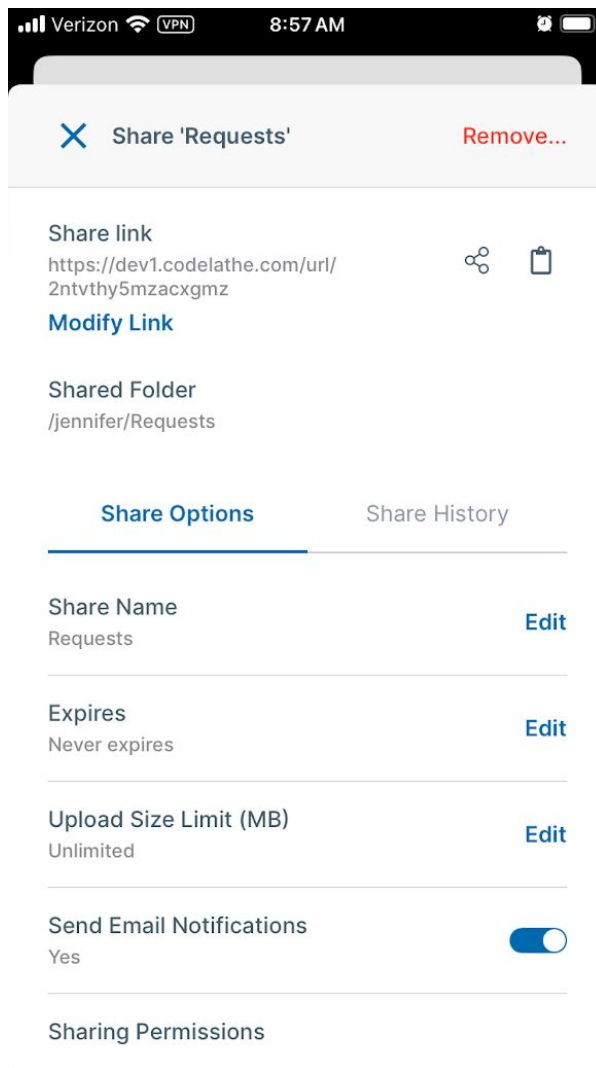 Verizon VPN 8:57 AM
Share 'Requests' Remove...
Share link
https://dev1.codelathe.com/url/
2ntvthy5mzacxgmz
Modify Link
Shared Folder
/jennifer/Requests
Share Options Share History
Share Name
Requests
Edit
Expires
Never expires
Edit
Upload Size Limit (MB)
Unlimited
Edit
Send Email Notifications
Yes
Sharing Permissions